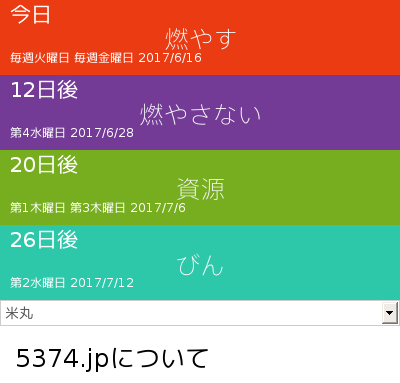 今日
燃やす
毎週火曜日 毎週金曜日 2017/6/16
12日後
燃やさない
第4水曜日 2017/6/28
20日後
資源
第1木曜日 第3木曜日 2017/7/6
26日後
びん
第2水曜日 2017/7/12
米丸
5374.jpについて